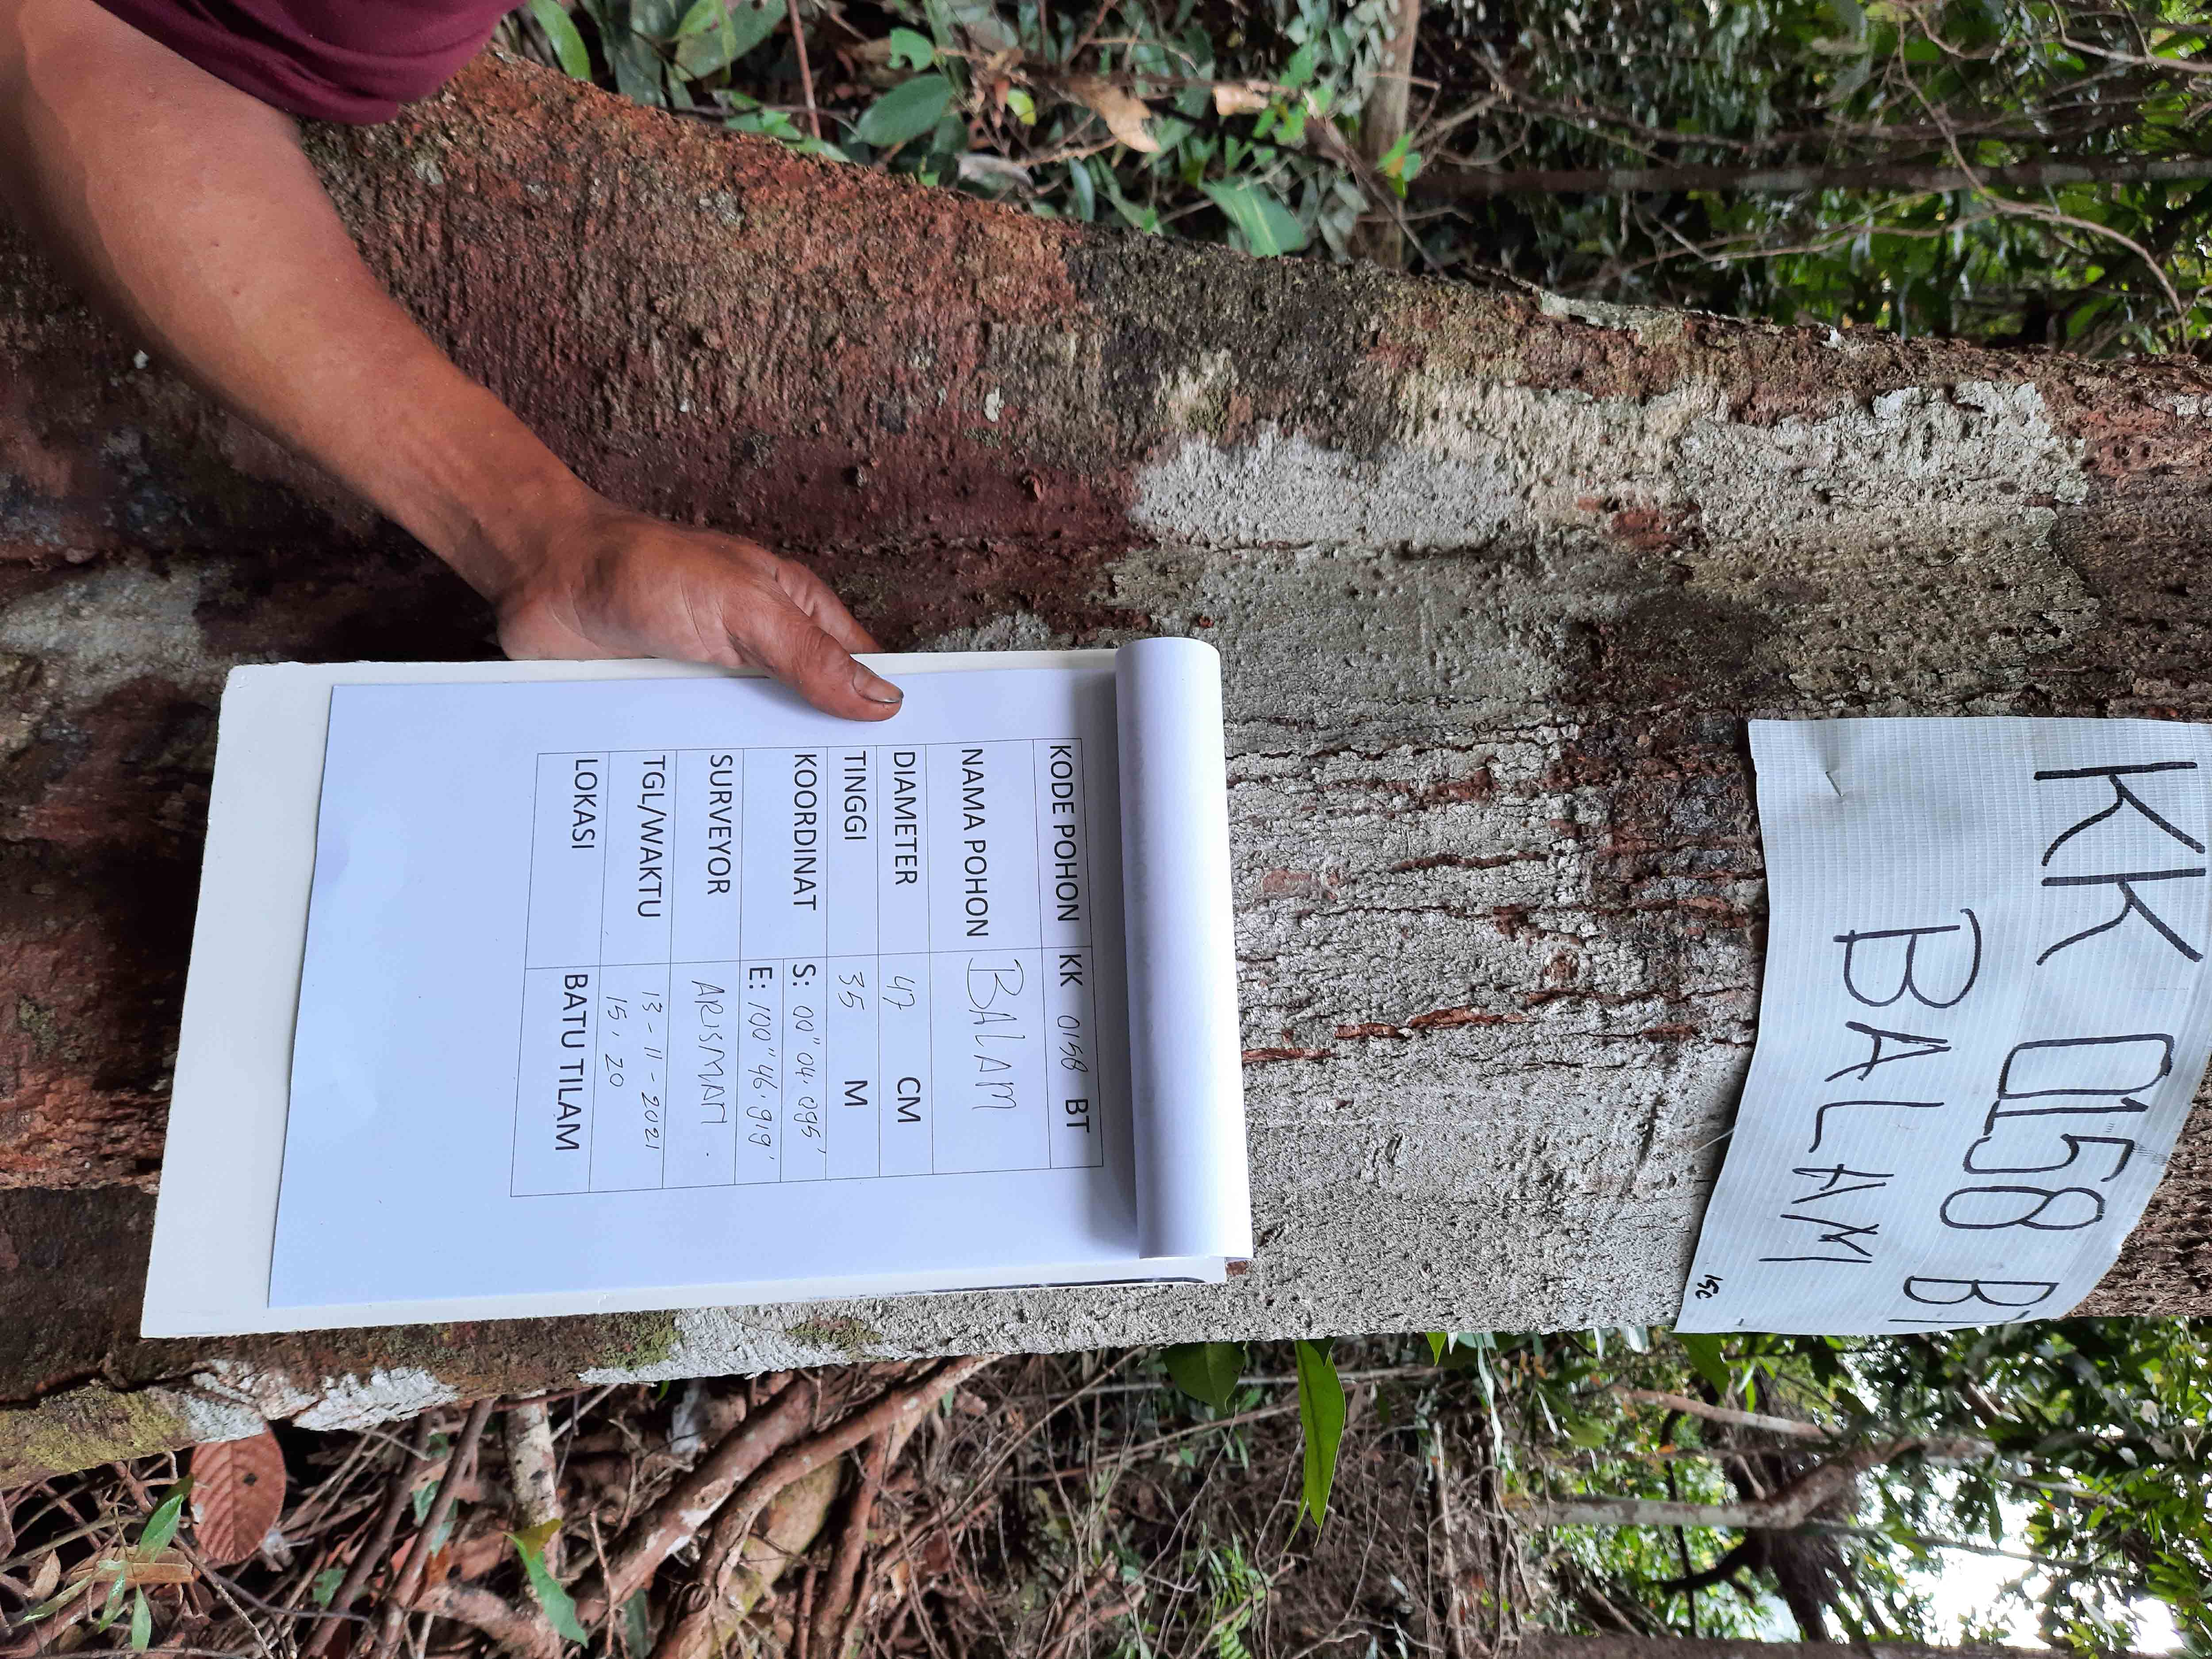 KK 0158 BT
BALAM
152
KODE POHON KK 0158 BT
NAMA POHON BALAM
DIAMETER 47 CM
TINGGI 35 M
KOORDINAT S: 00" 04. 095'
E: 100" 46. 919'
SURVEYOR ARISMAN.
TGL/WAKTU 13 - 11 - 2021
15, 20
LOKASI BATU TILAM